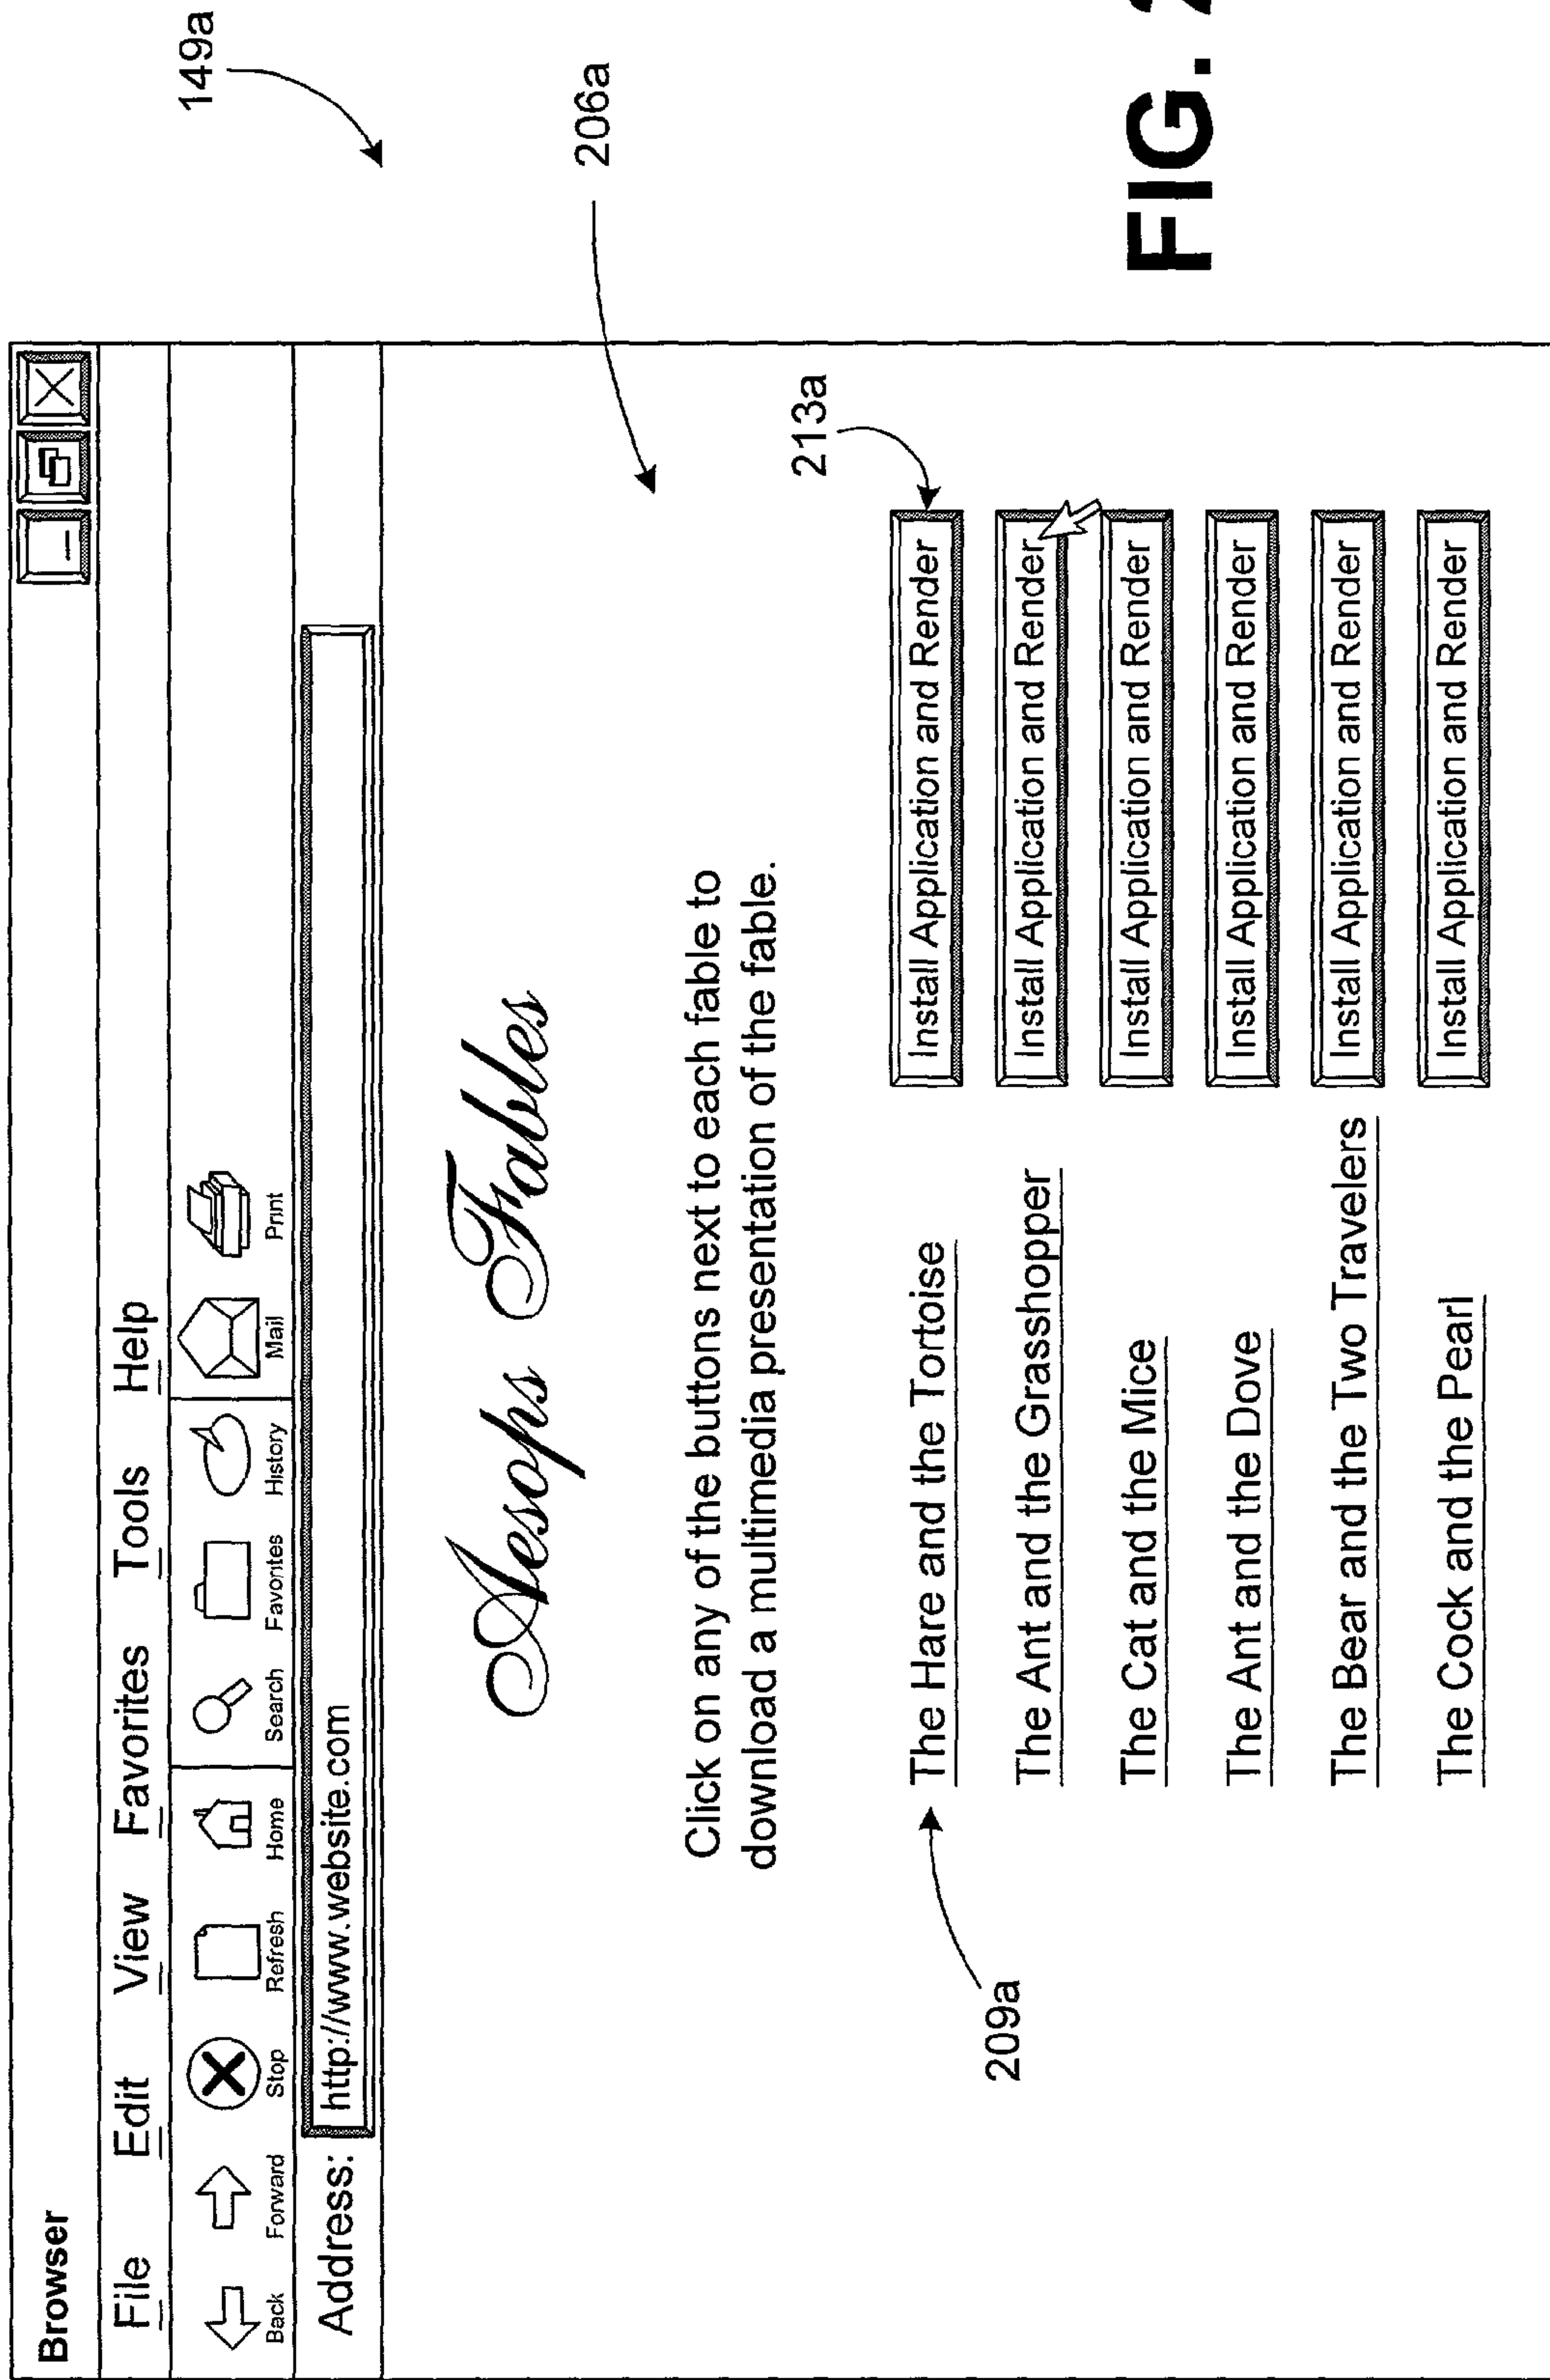 Browser
File Edit View Favorites Tools Help
Back Forward Stop Refresh Home Search Favorites History Mail Print
Address: http://www.website.com
149a
Aesops Fables
206a
Click on any of the buttons next to each fable to
download a multimedia presentation of the fable.
213a
The Hare and the Tortoise Install Application and Render
209a
The Ant and the Grasshopper Install Application and Render
The Cat and the Mice Install Application and Render
The Ant and the Dove Install Application and Render
The Bear and the Two Travelers Install Application and Render
The Cock and the Pearl Install Application and Render
FIG.